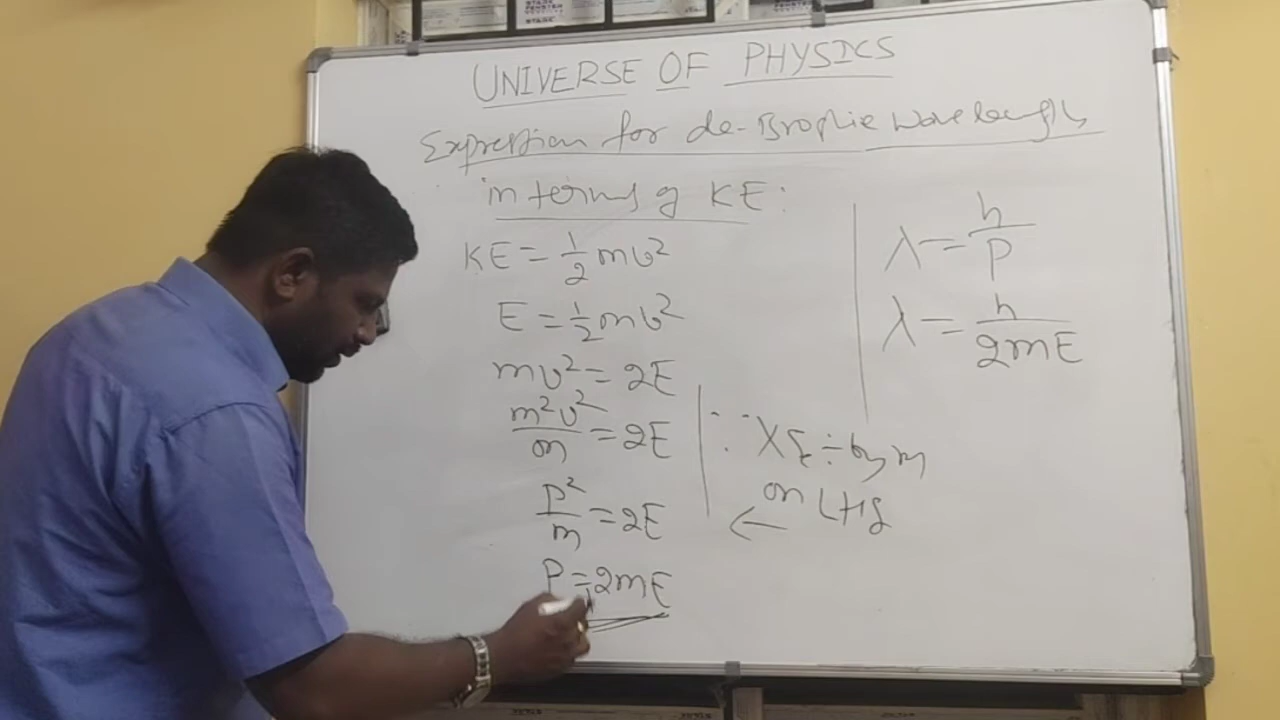 UNIVERSE OF PHYSICS
Expression for de-Broglie wavelength
in terms of KE:
KE = 1/2 mv²
E = 1/2 mv²
mv² = 2E
m²v²/m = 2E
P²/m = 2E
P = 2mE
∵ X & ÷ by m
on LHS
←
λ = h/P
λ = h/2mE